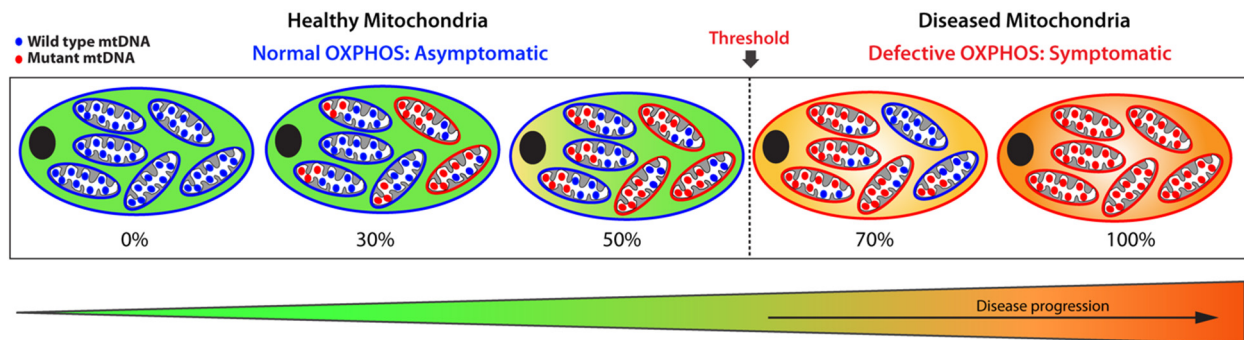 Healthy Mitochondria
Diseased Mitochondria
Wild type mtDNA
Mutant mtDNA
Normal OXPHOS: Asymptomatic
Threshold
Defective OXPHOS: Symptomatic
0%
30%
50%
70%
100%
Disease progression